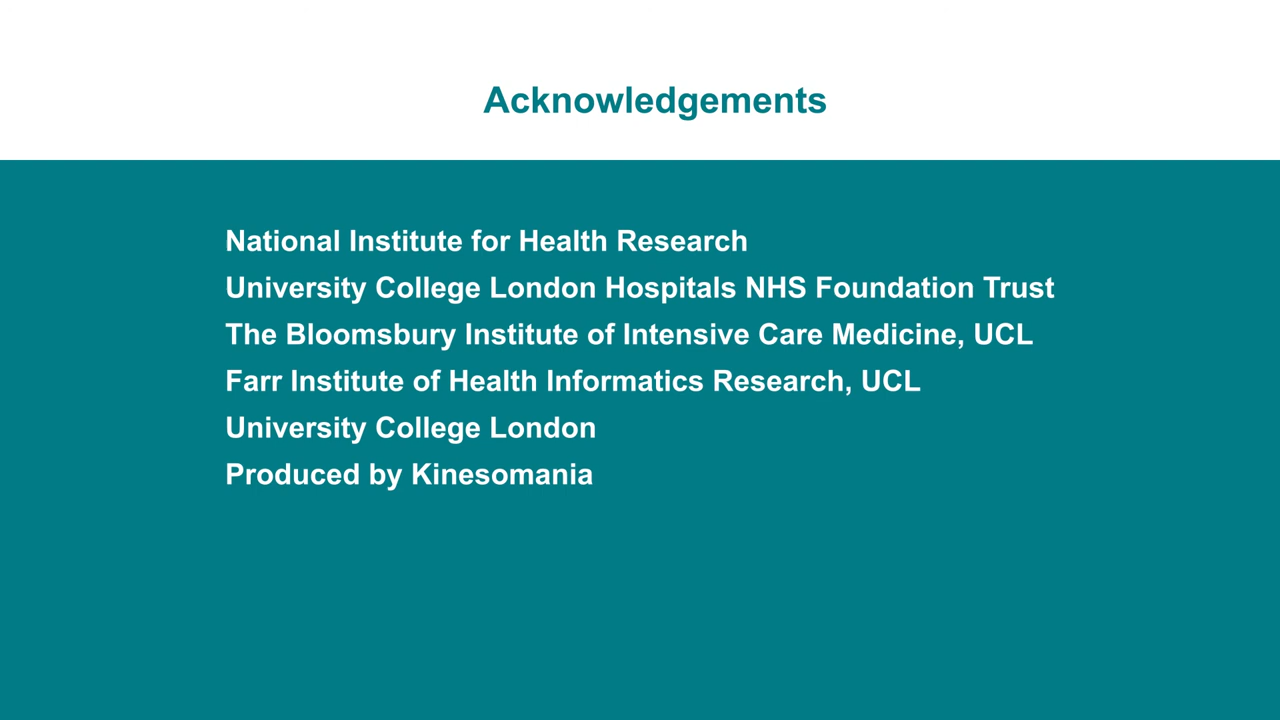 Acknowledgements
National Institute for Health Research
University College London Hospitals NHS Foundation Trust
The Bloomsbury Institute of Intensive Care Medicine, UCL
Farr Institute of Health Informatics Research, UCL
University College London
Produced by Kinesomania